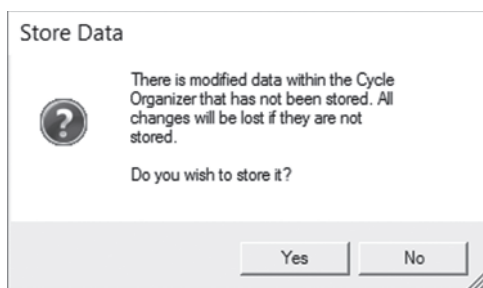 Store Data
There is modified data within the Cycle
Organizer that has not been stored. All
changes will be lost if they are not
stored.
Do you wish to store it?
Yes
No